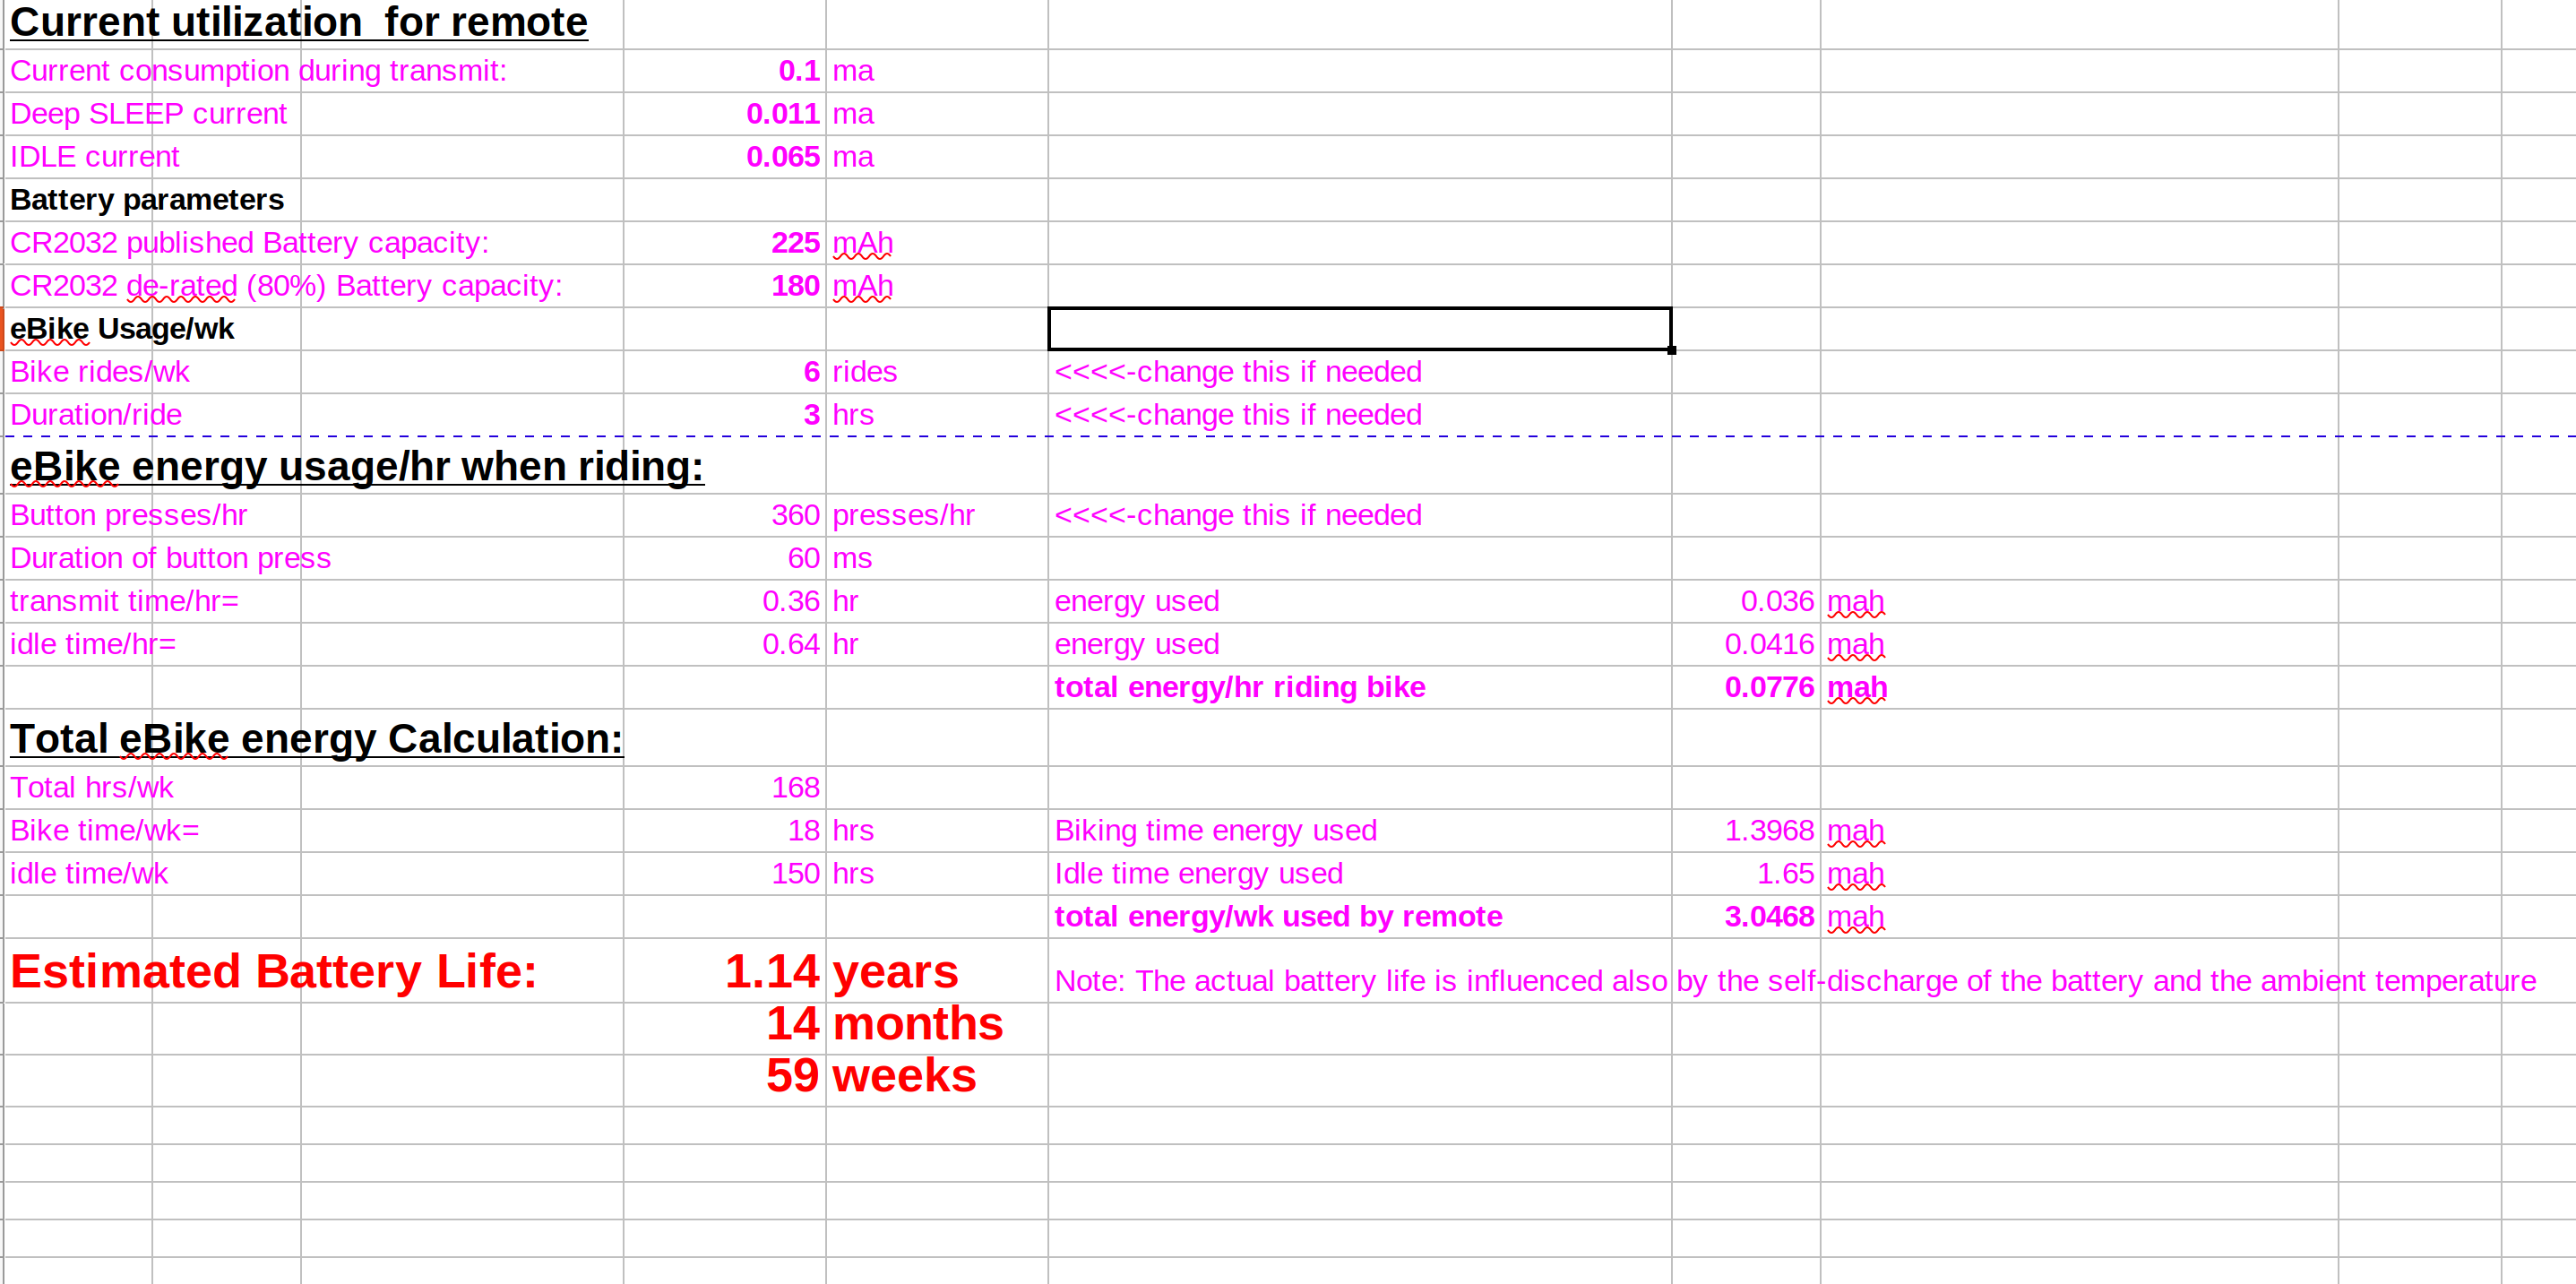 Current utilization  for remote
Current consumption during transmit: 0.1 ma
Deep SLEEP current 0.011 ma
IDLE current 0.065 ma
Battery parameters
CR2032 published Battery capacity: 225 mAh
CR2032 de-rated (80%) Battery capacity: 180 mAh
eBike Usage/wk
Bike rides/wk 6 rides <<<<-change this if needed
Duration/ride 3 hrs <<<<-change this if needed
eBike energy usage/hr when riding:
Button presses/hr 360 presses/hr <<<<-change this if needed
Duration of button press 60 ms
transmit time/hr= 0.36 hr energy used 0.036 mah
idle time/hr= 0.64 hr energy used 0.0416 mah
total energy/hr riding bike 0.0776 mah
Total eBike energy Calculation:
Total hrs/wk 168
Bike time/wk= 18 hrs Biking time energy used 1.3968 mah
idle time/wk 150 hrs Idle time energy used 1.65 mah
total energy/wk used by remote 3.0468 mah
Estimated Battery Life: 1.14 years Note: The actual battery life is influenced also by the self-discharge of the battery and the ambient temperature
14 months
59 weeks